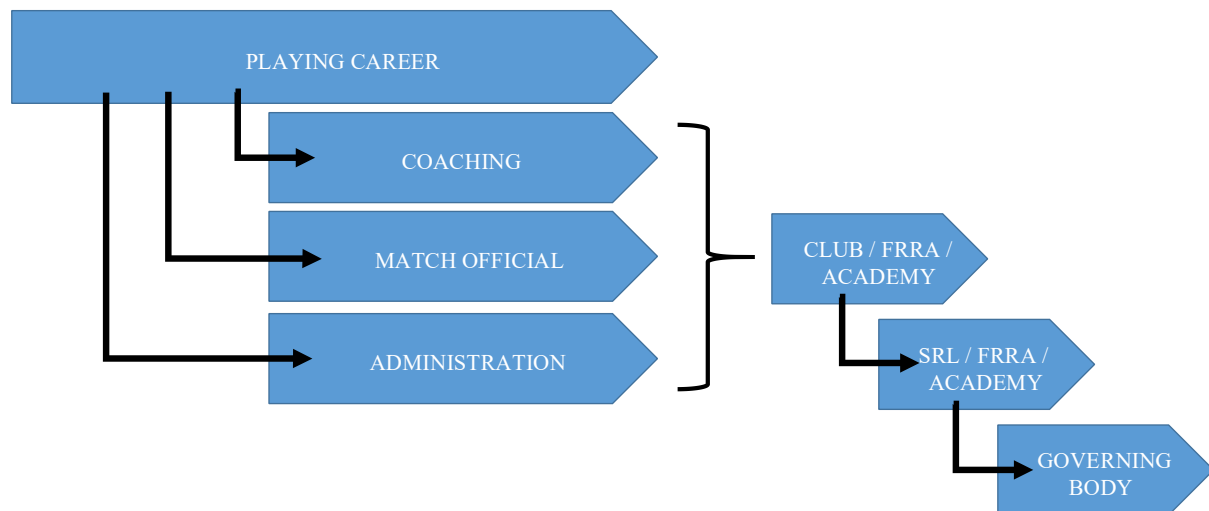 PLAYING CAREER
COACHING
MATCH OFFICIAL
ADMINISTRATION
CLUB / FRRA /
ACADEMY
SRL / FRRA /
ACADEMY
GOVERNING
BODY